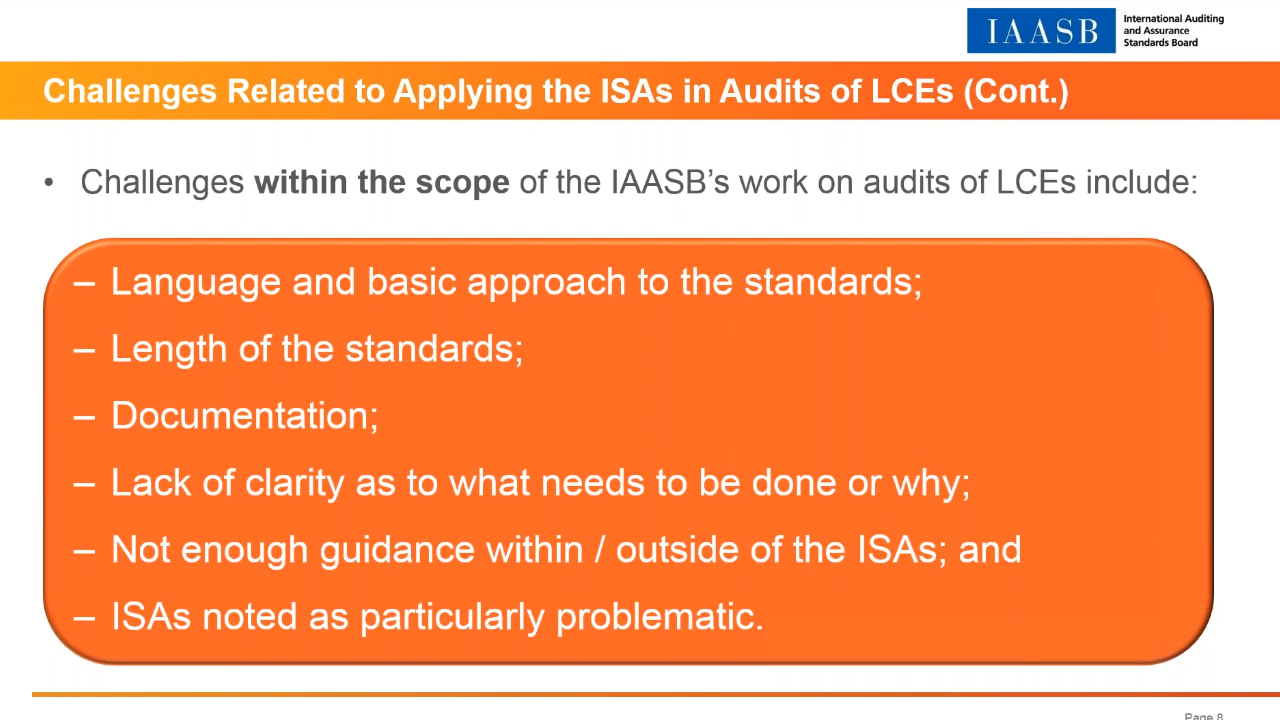 IAASB
International Auditing
and Assurance
Standards Board
Challenges Related to Applying the ISAs in Audits of LCEs (Cont.)
• Challenges within the scope of the IAASB’s work on audits of LCEs include:
– Language and basic approach to the standards;
– Length of the standards;
– Documentation;
– Lack of clarity as to what needs to be done or why;
– Not enough guidance within / outside of the ISAs; and
– ISAs noted as particularly problematic.
Page 8